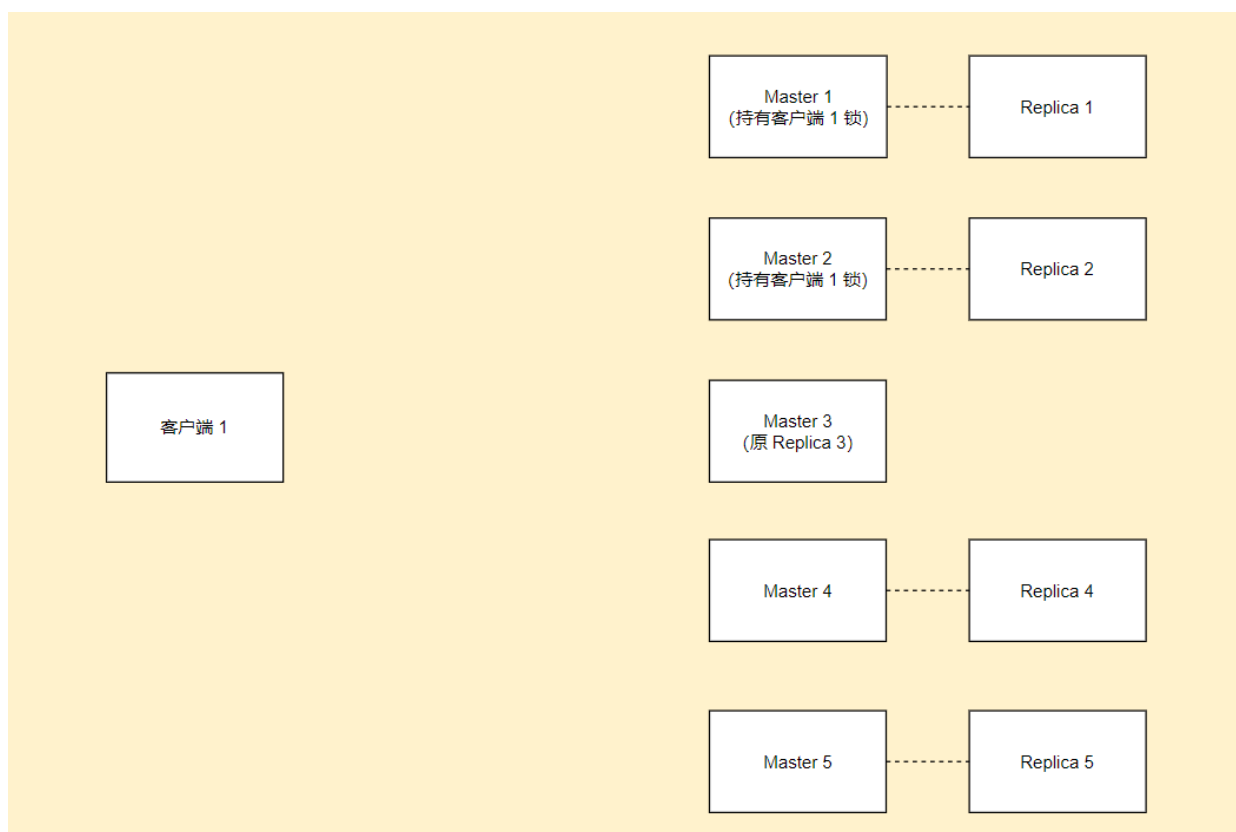 Master 1
(持有客户端 1 锁)
Replica 1
Master 2
(持有客户端 1 锁)
Replica 2
客户端 1
Master 3
(原 Replica 3)
Master 4
Replica 4
Master 5
Replica 5